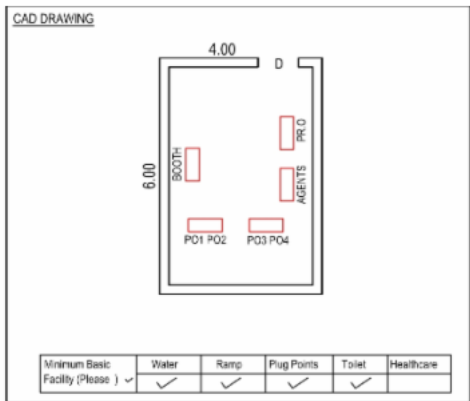 CAD DRAWING
4.00
D
PR.O
BOOTH
6.00
AGENTS
PO1 PO2 PO3 PO4
Minimum Basic Water Ramp Plug Points Toilet Healthcare
Facility (Please ) ✓ ✓ ✓ ✓ ✓